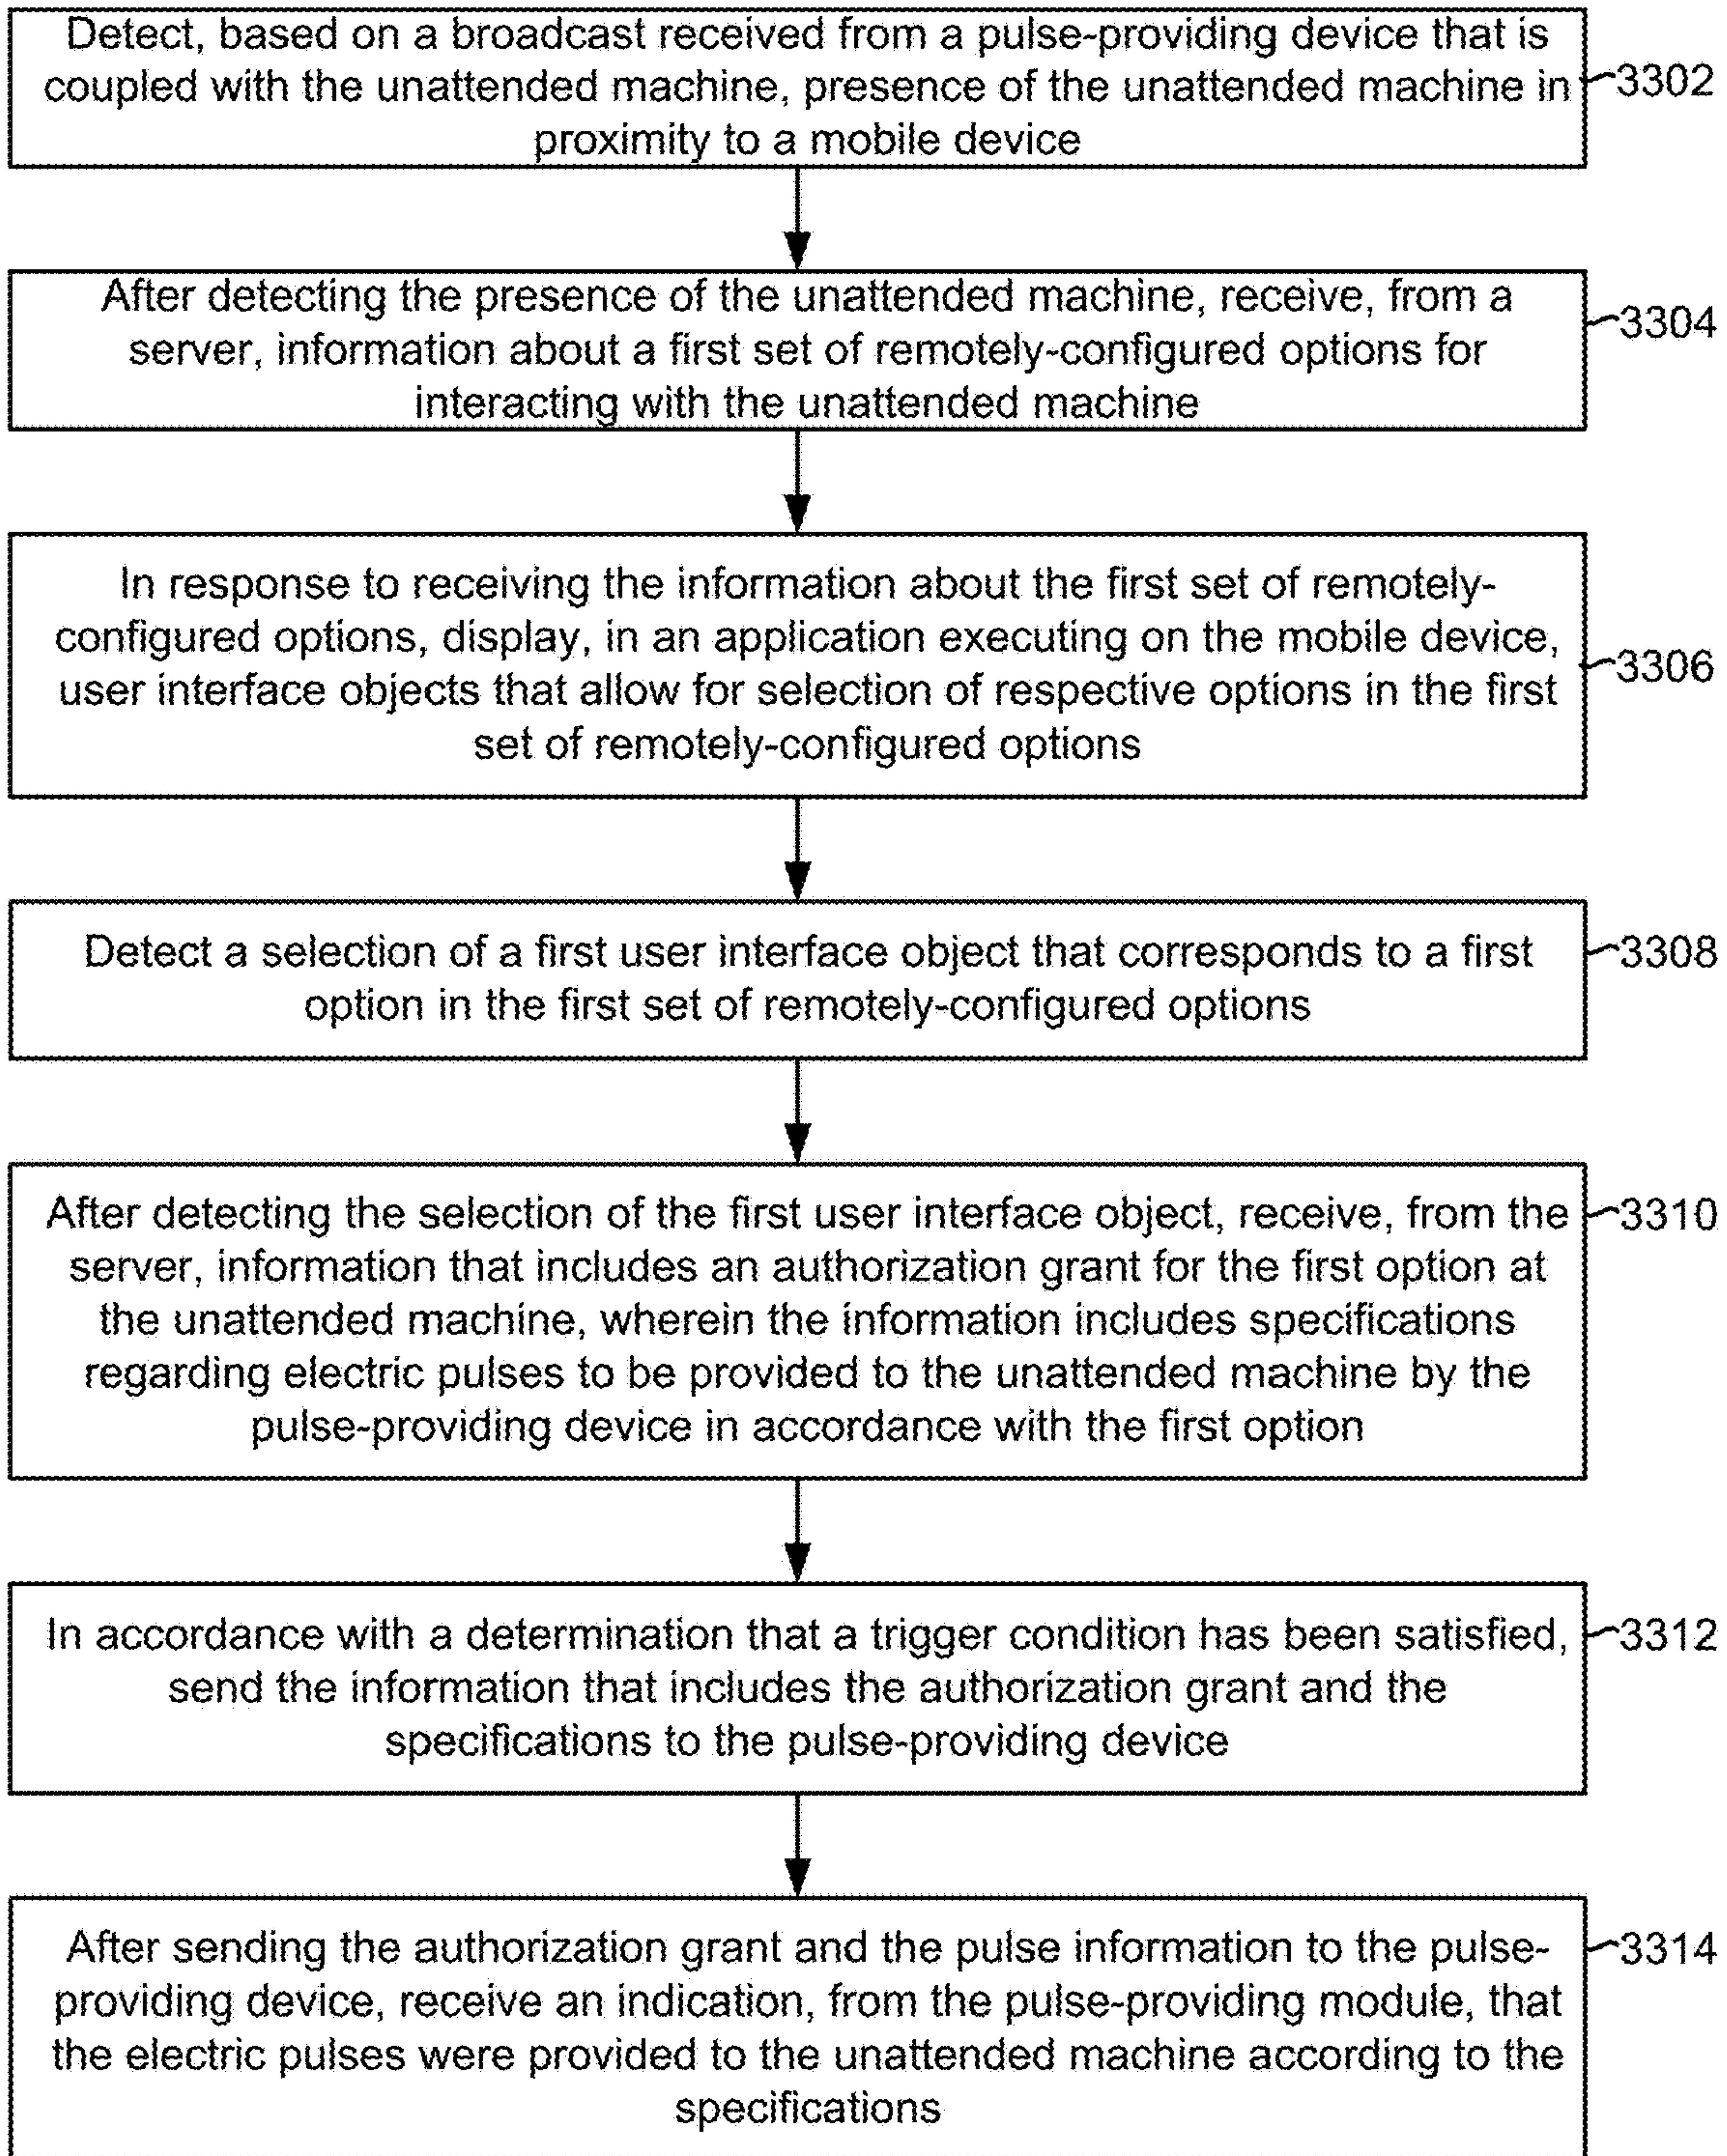 Detect, based on a broadcast received from a pulse-providing device that is
coupled with the unattended machine, presence of the unattended machine in
proximity to a mobile device
3302
After detecting the presence of the unattended machine, receive, from a
server, information about a first set of remotely-configured options for
interacting with the unattended machine
3304
In response to receiving the information about the first set of remotely-
configured options, display, in an application executing on the mobile device,
user interface objects that allow for selection of respective options in the first
set of remotely-configured options
3306
Detect a selection of a first user interface object that corresponds to a first
option in the first set of remotely-configured options
3308
After detecting the selection of the first user interface object, receive, from the
server, information that includes an authorization grant for the first option at
the unattended machine, wherein the information includes specifications
regarding electric pulses to be provided to the unattended machine by the
pulse-providing device in accordance with the first option
3310
In accordance with a determination that a trigger condition has been satisfied,
send the information that includes the authorization grant and the
specifications to the pulse-providing device
3312
After sending the authorization grant and the pulse information to the pulse-
providing device, receive an indication, from the pulse-providing module, that
the electric pulses were provided to the unattended machine according to the
specifications
3314